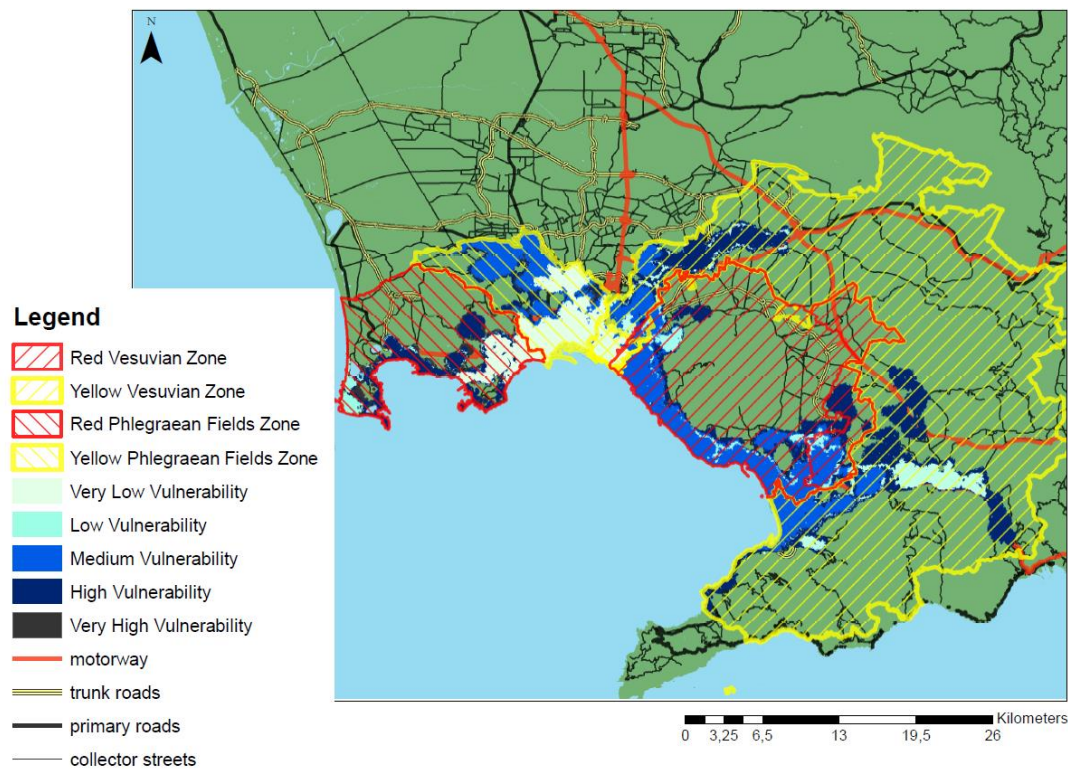 N
Legend
Red Vesuvian Zone
Yellow Vesuvian Zone
Red Phlegraean Fields Zone
Yellow Phlegraean Fields Zone
Very Low Vulnerability
Low Vulnerability
Medium Vulnerability
High Vulnerability
Very High Vulnerability
motorway
trunk roads
primary roads
collector streets
Kilometers
0 3,25 6,5 13 19,5 26